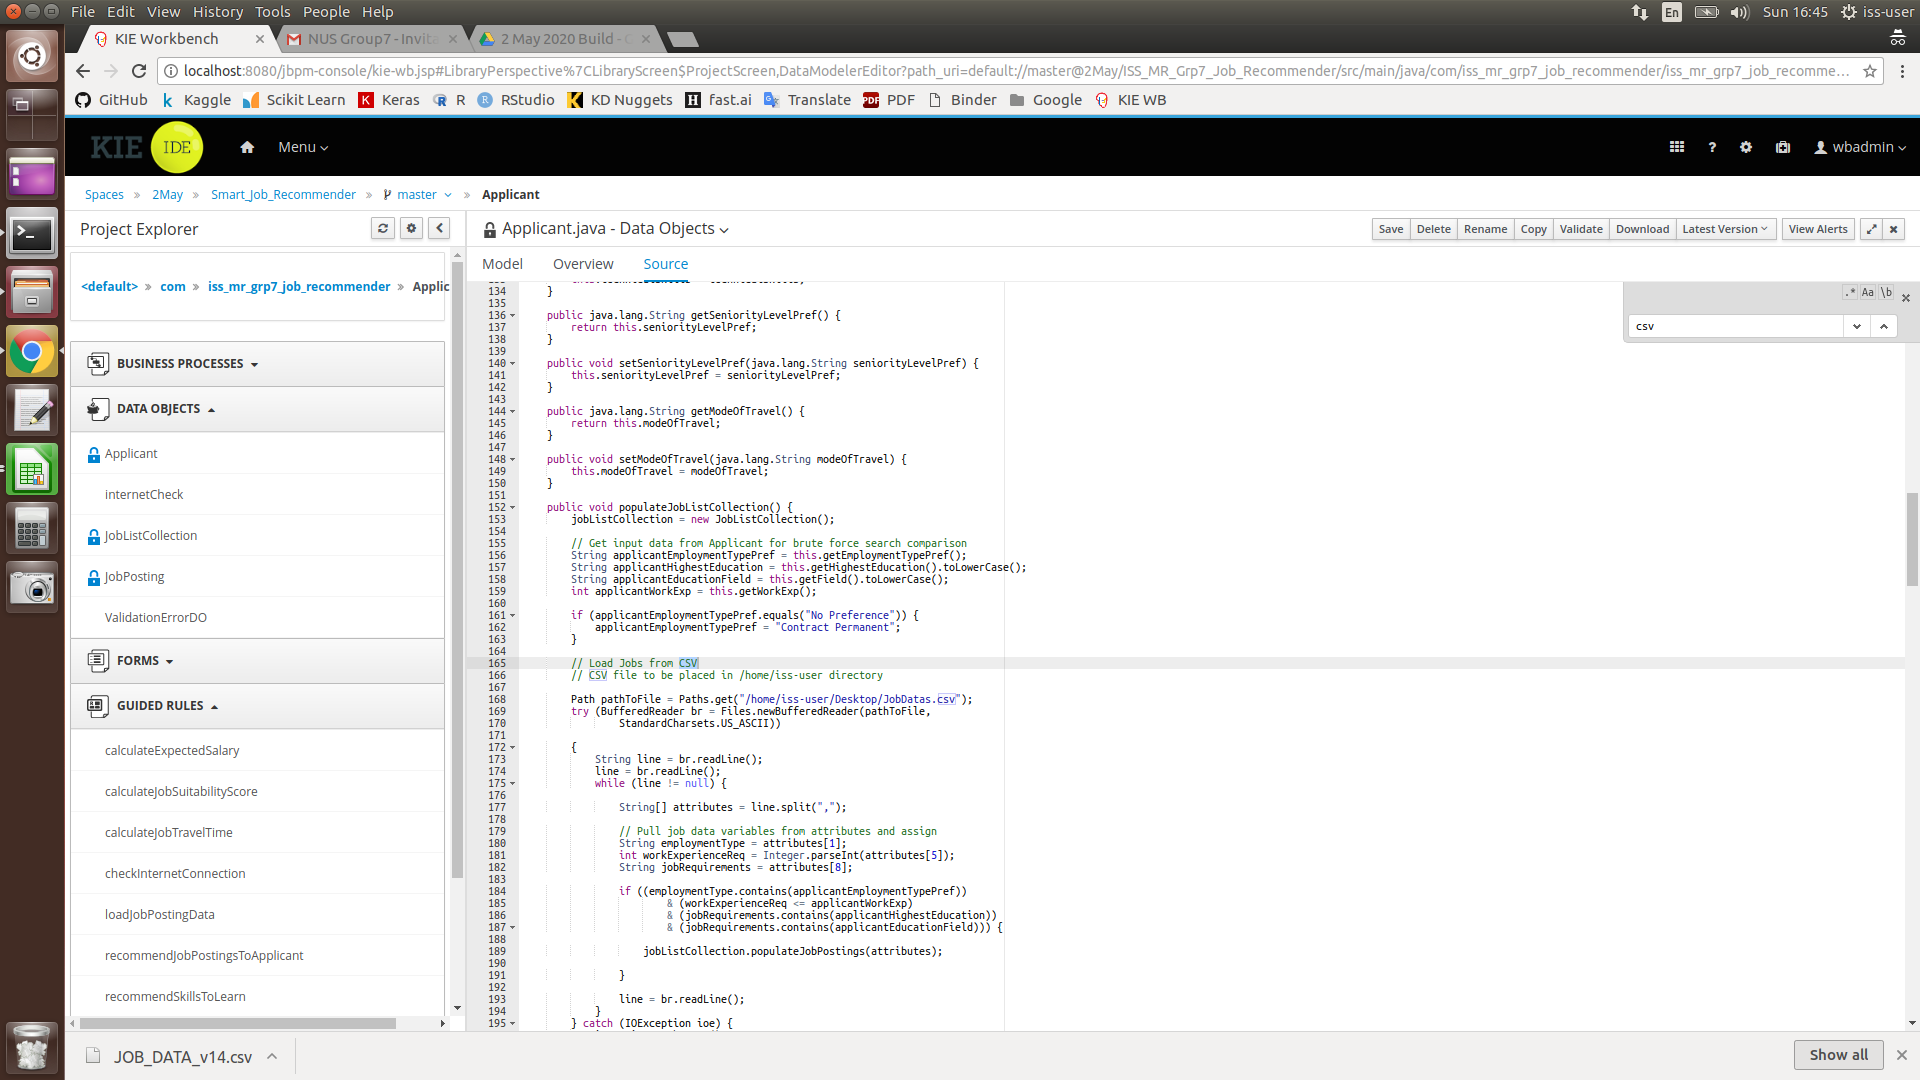 File Edit View History Tools People Help
En Sun 16:45 iss-user
KIE Workbench
NUS Group7 - Invita
2 May 2020 Build - C
localhost:8080/jbpm-console/kie-wb.jsp#LibraryPerspective%7CLibraryScreen$ProjectScreen,DataModelerEditor?path_uri=default://master@2May/ISS_MR_Grp7_Job_Recommender/src/main/java/com/iss_mr_grp7_job_recommender/iss_mr_grp7_job_recomme...
GitHub Kaggle Scikit Learn Keras R RStudio KD Nuggets fast.ai Translate PDF Binder Google KIE WB
KIE IDE Menu wbadmin
Spaces » 2May » Smart_Job_Recommender » master » Applicant
Project Explorer
<default> » com » iss_mr_grp7_job_recommender » Applic
BUSINESS PROCESSES
DATA OBJECTS
Applicant
internetCheck
JobListCollection
JobPosting
ValidationErrorDO
FORMS
GUIDED RULES
calculateExpectedSalary
calculateJobSuitabilityScore
calculateJobTravelTime
checkInternetConnection
loadJobPostingData
recommendJobPostingsToApplicant
recommendSkillsToLearn
Applicant.java - Data Objects
Save Delete Rename Copy Validate Download Latest Version View Alerts
Model Overview Source
.* Aa \b
csv
134 }
135
136 public java.lang.String getSeniorityLevelPref() {
137 return this.seniorityLevelPref;
138 }
139
140 public void setSeniorityLevelPref(java.lang.String seniorityLevelPref) {
141 this.seniorityLevelPref = seniorityLevelPref;
142 }
143
144 public java.lang.String getModeOfTravel() {
145 return this.modeOfTravel;
146 }
147
148 public void setModeOfTravel(java.lang.String modeOfTravel) {
149 this.modeOfTravel = modeOfTravel;
150 }
151
152 public void populateJobListCollection() {
153 jobListCollection = new JobListCollection();
154
155 // Get input data from Applicant for brute force search comparison
156 String applicantEmploymentTypePref = this.getEmploymentTypePref();
157 String applicantHighestEducation = this.getHighestEducation().toLowerCase();
158 String applicantEducationField = this.getField().toLowerCase();
159 int applicantWorkExp = this.getWorkExp();
160
161 if (applicantEmploymentTypePref.equals("No Preference")) {
162 applicantEmploymentTypePref = "Contract Permanent";
163 }
164
165 // Load Jobs from CSV
166 // CSV file to be placed in /home/iss-user directory
167
168 Path pathToFile = Paths.get("/home/iss-user/Desktop/JobDatas.csv");
169 try (BufferedReader br = Files.newBufferedReader(pathToFile,
170 StandardCharsets.US_ASCII))
171
172 {
173 String line = br.readLine();
174 line = br.readLine();
175 while (line != null) {
176
177 String[] attributes = line.split(",");
178
179 // Pull job data variables from attributes and assign
180 String employmentType = attributes[1];
181 int workExperienceReq = Integer.parseInt(attributes[5]);
182 String jobRequirements = attributes[8];
183
184 if ((employmentType.contains(applicantEmploymentTypePref))
185 & (workExperienceReq <= applicantWorkExp)
186 & (jobRequirements.contains(applicantHighestEducation))
187 & (jobRequirements.contains(applicantEducationField))) {
188
189 jobListCollection.populateJobPostings(attributes);
190
191 }
192
193 line = br.readLine();
194 }
195 } catch (IOException ioe) {
JOB_DATA_v14.csv
Show all